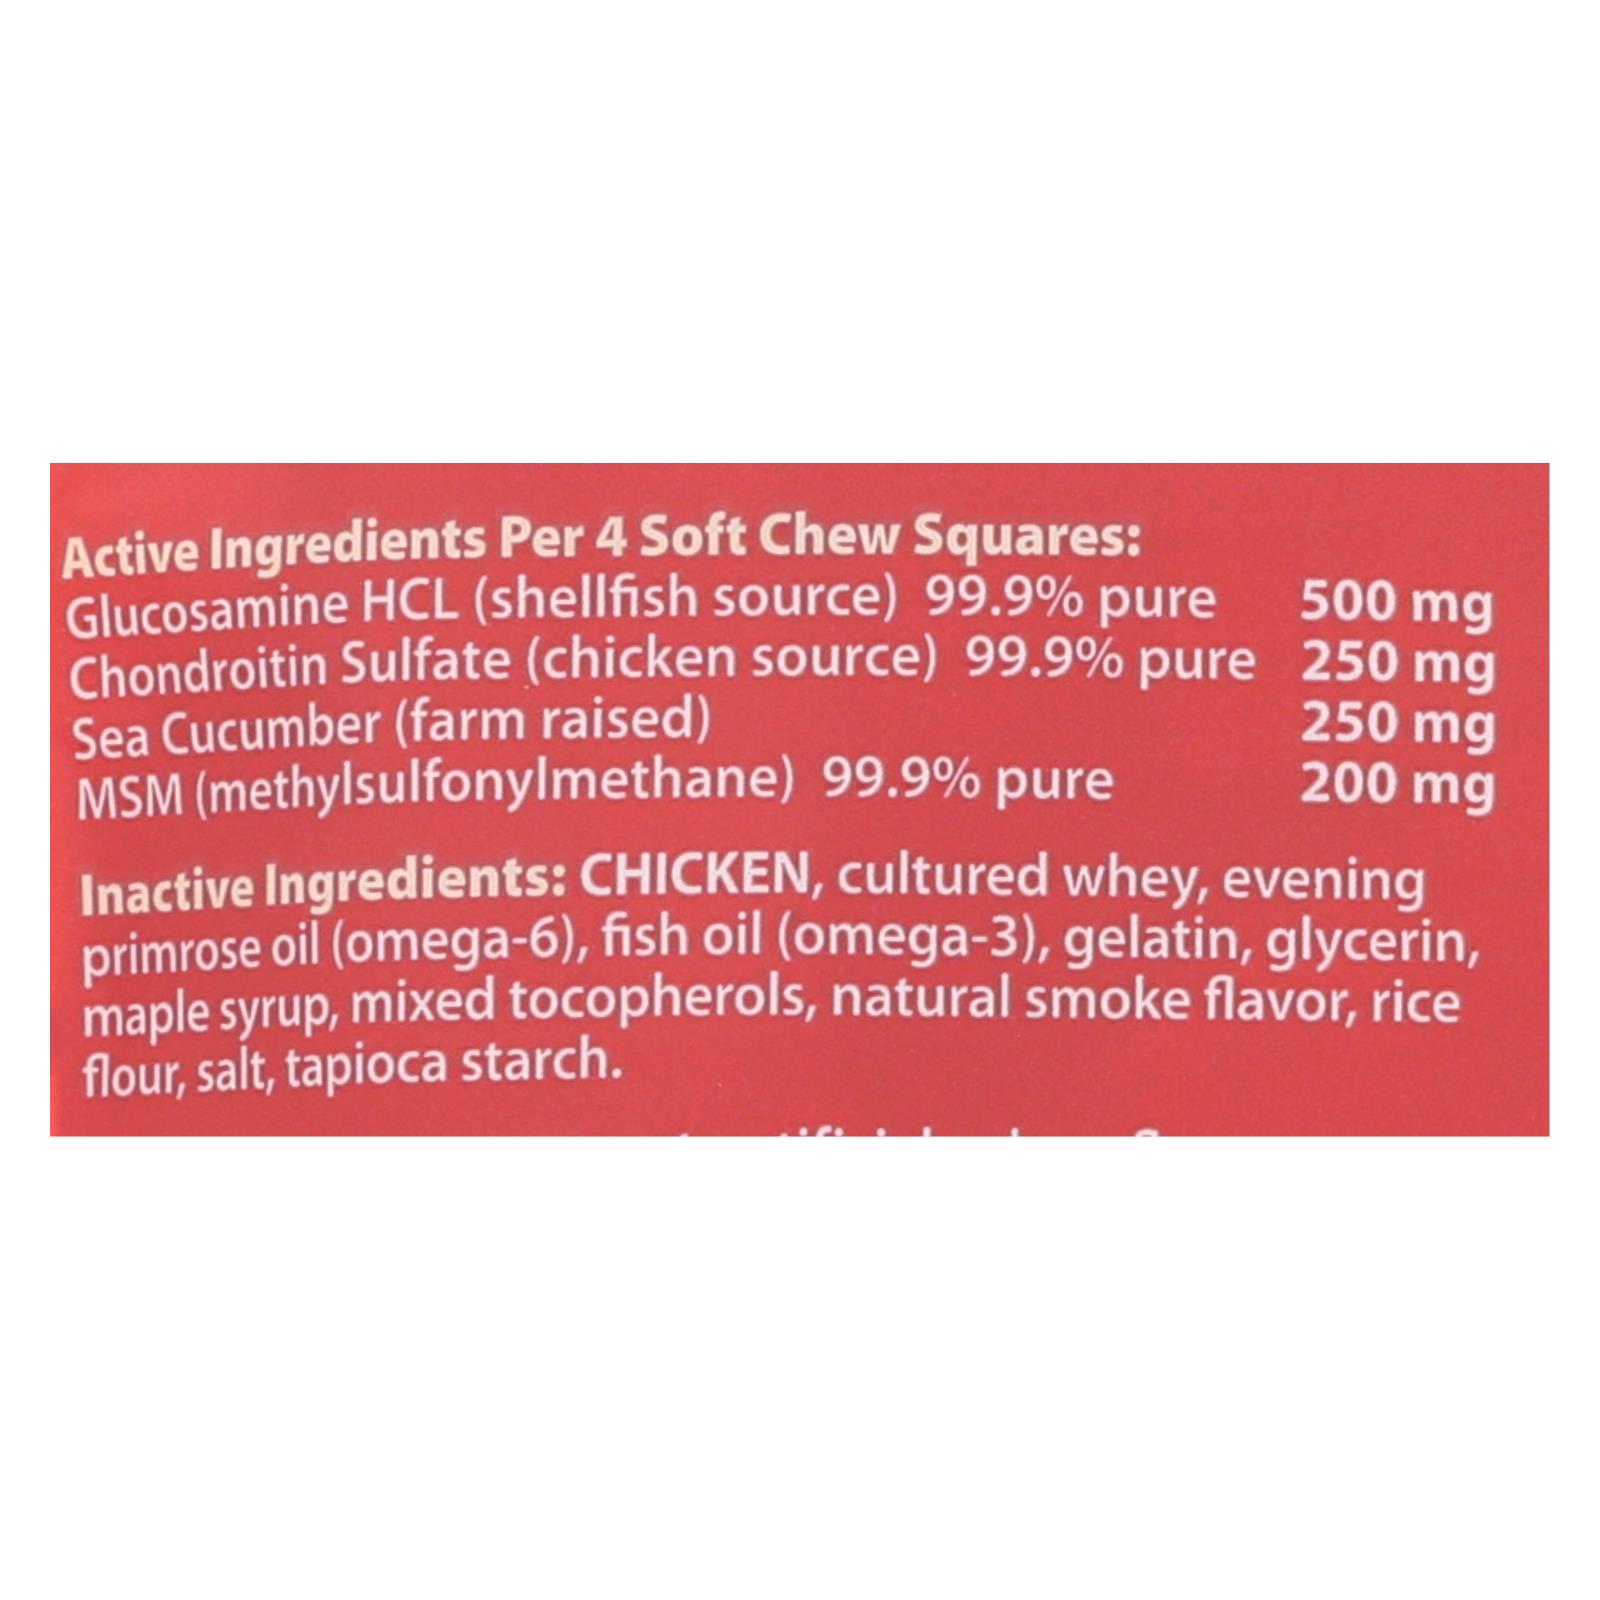 Active Ingredients Per 4 Soft Chew Squares:
Glucosamine HCL (shellfish source) 99.9% pure 500 mg
Chondroitin Sulfate (chicken source) 99.9% pure 250 mg
Sea Cucumber (farm raised) 250 mg
MSM (methylsulfonylmethane) 99.9% pure 200 mg
Inactive Ingredients: CHICKEN, cultured whey, evening
primrose oil (omega-6), fish oil (omega-3), gelatin, glycerin,
maple syrup, mixed tocopherols, natural smoke flavor, rice
flour, salt, tapioca starch.